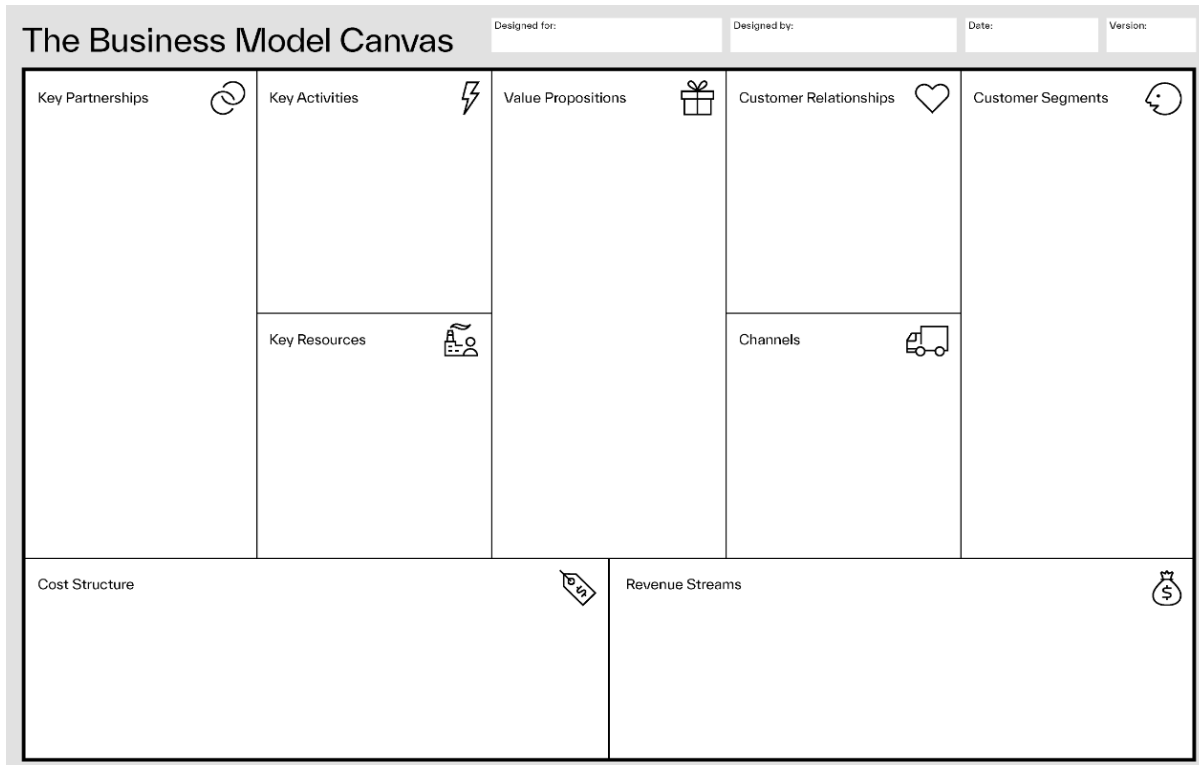 The Business Model Canvas
Designed for:
Designed by:
Date:
Version:
Key Partnerships
Key Activities
Value Propositions
Customer Relationships
Customer Segments
Key Resources
Channels
Cost Structure
$
Revenue Streams
$